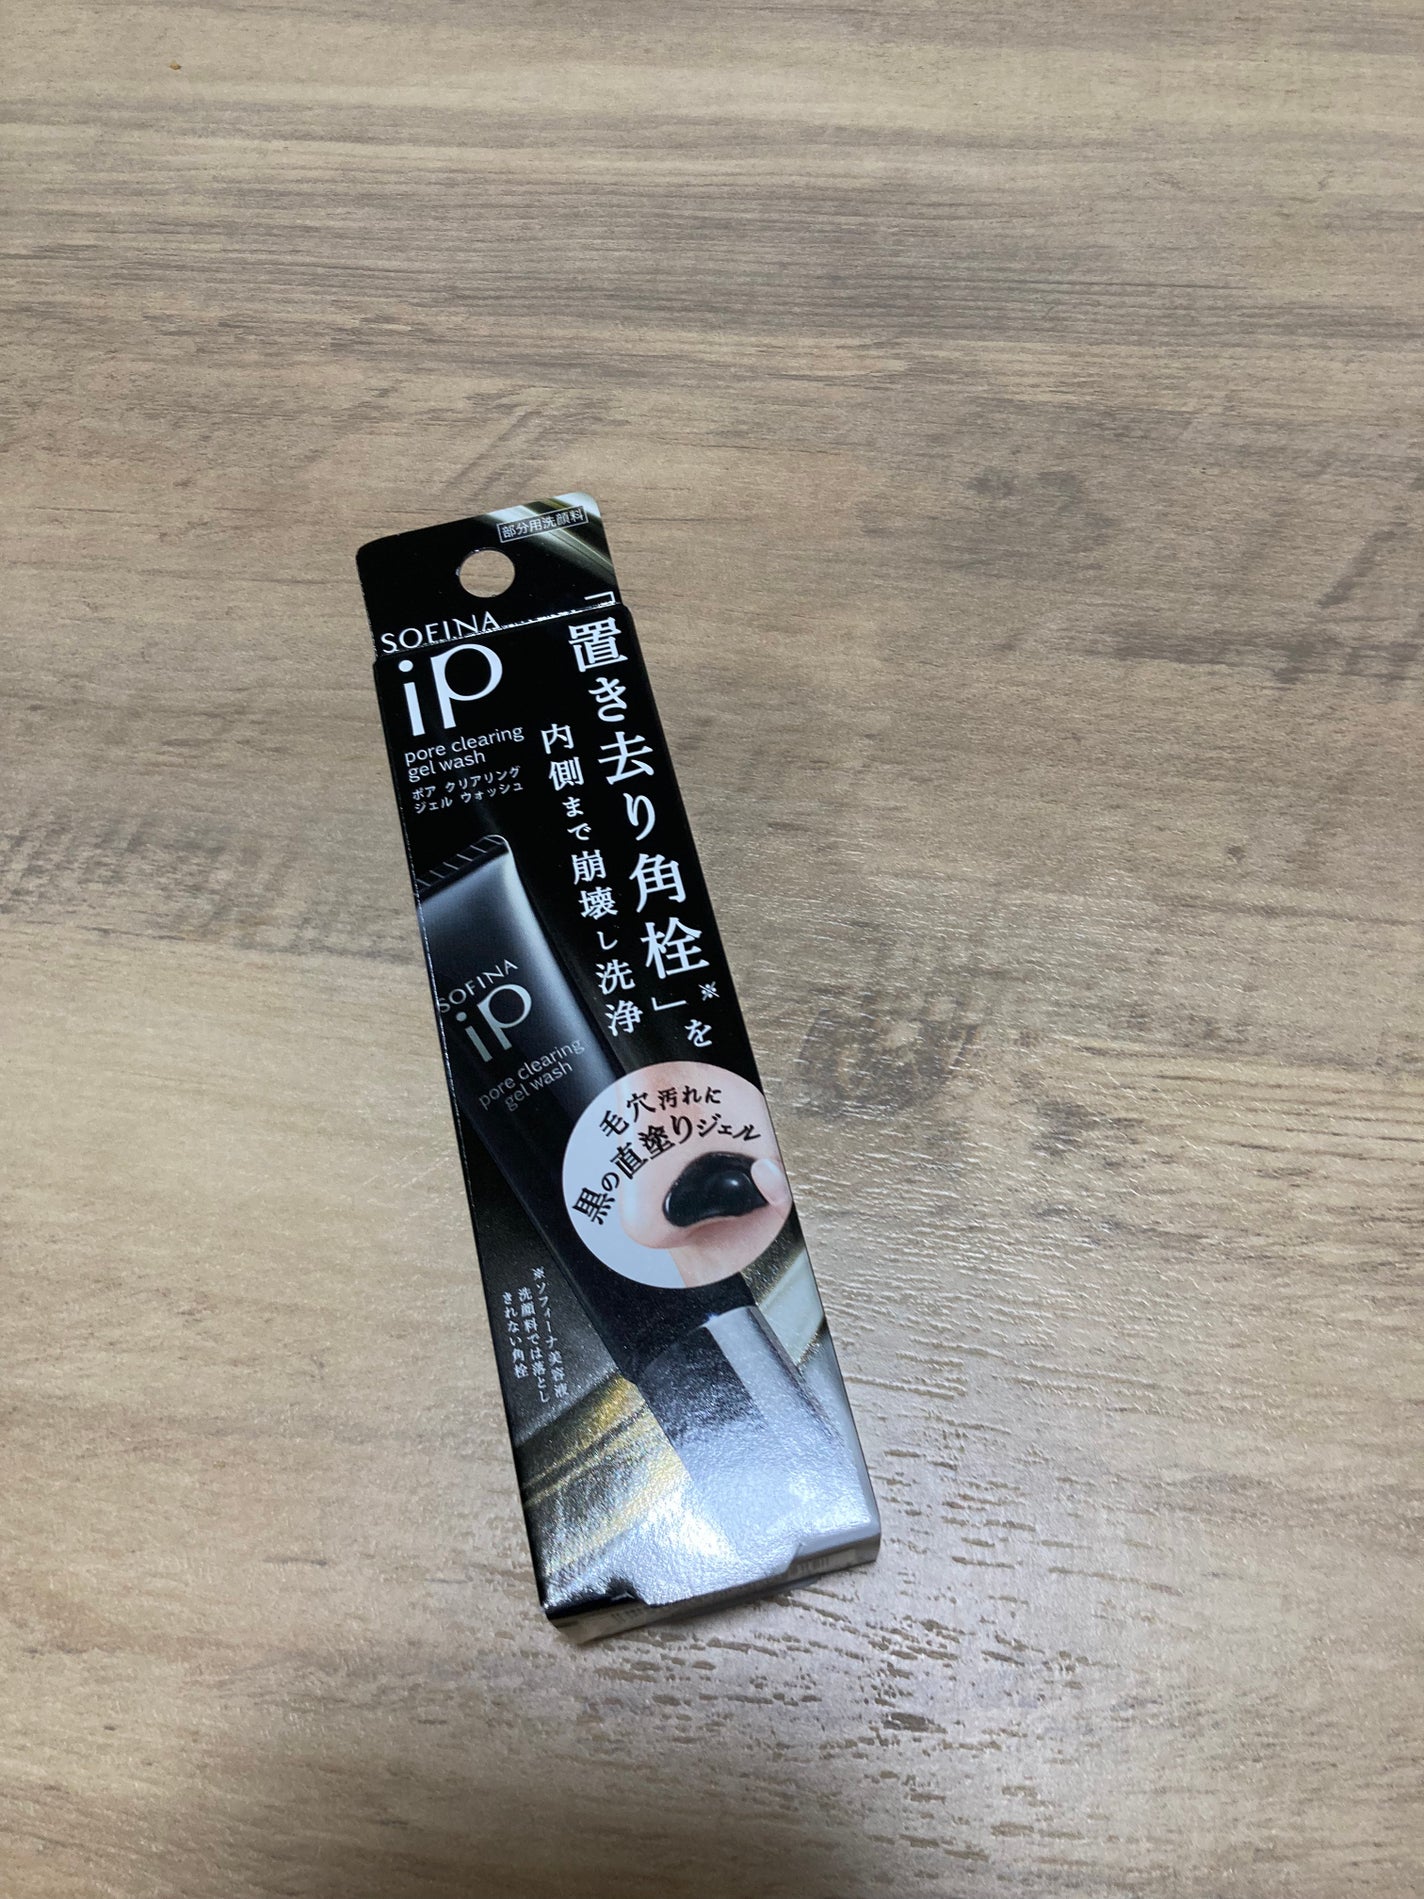 部分用洗顔料
SOFINA
iP
pore clearing
gel wash
ポア クリアリング
ジェル ウォッシュ
「置き去り角栓」※を
内側まで崩壊し洗浄
SOFINA
iP
pore clearing
gel wash
毛穴汚れに
黒の直塗りジェル
※ソフィーナ美容液
洗顔料では落とし
きれない角栓